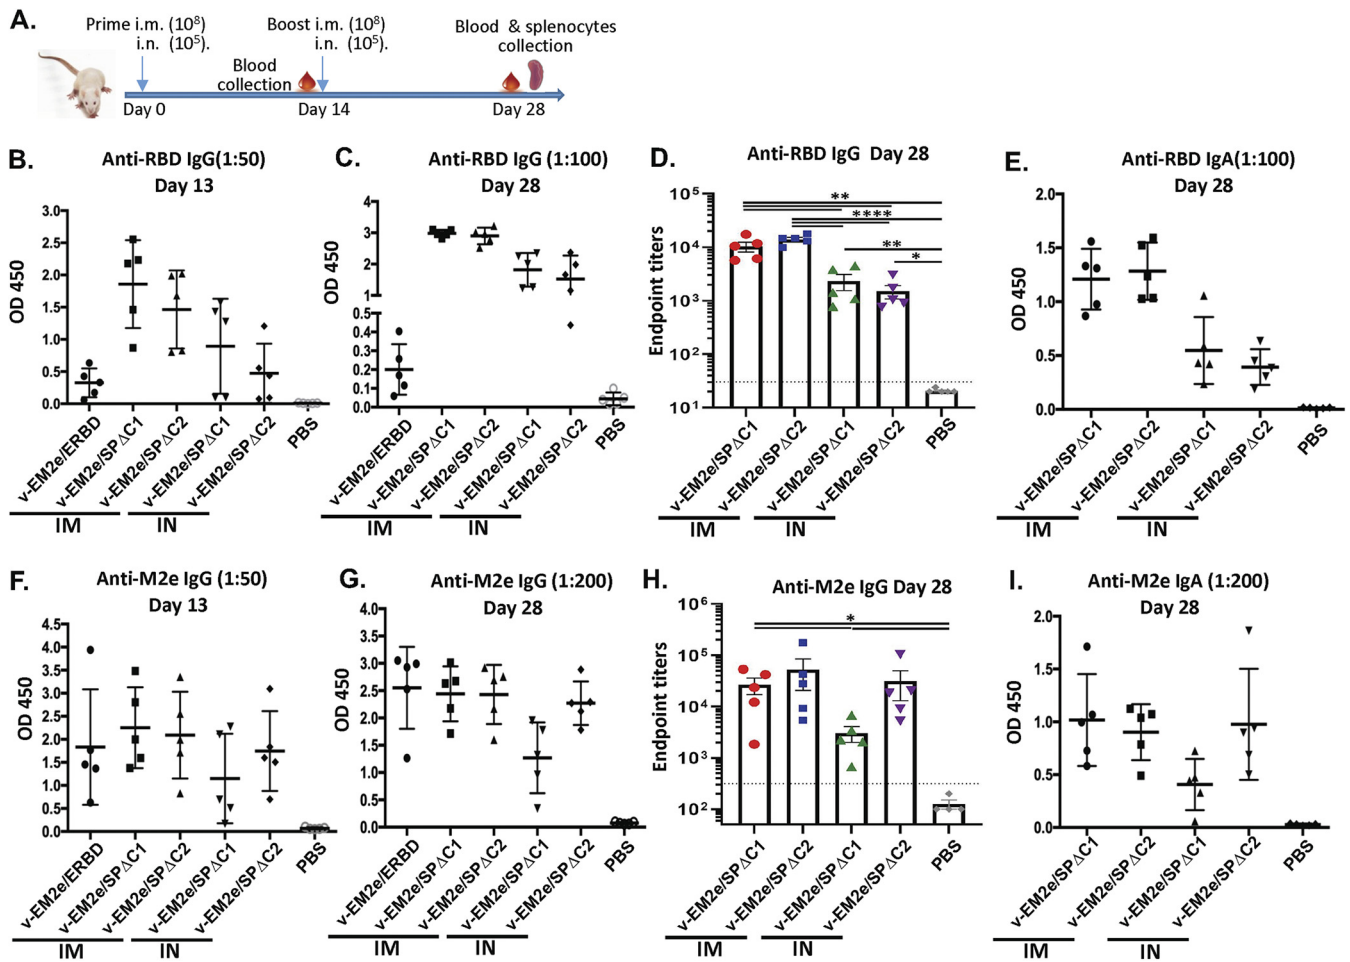 A.
Prime i.m. (10⁸)
i.n. (10⁵).
Boost i.m. (10⁸)
i.n. (10⁵).
Blood & splenocytes
collection
Blood
collection
Day 0
Day 14
Day 28
B.
Anti-RBD IgG(1:50)
Day 13
OD 450
3.0
2.5
2.0
1.5
1.0
0.5
0.0
v-EM2e/ERBD
v-EM2e/SPΔC1
v-EM2e/SPΔC2
v-EM2e/SPΔC1
v-EM2e/SPΔC2
PBS
IM
IN
C.
Anti-RBD IgG (1:100)
Day 28
OD 450
4
3
2
1
0.5
0.4
0.3
0.2
0.1
0.0
v-EM2e/ERBD
v-EM2e/SPΔC1
v-EM2e/SPΔC2
v-EM2e/SPΔC1
v-EM2e/SPΔC2
PBS
IM
IN
D.
Anti-RBD IgG Day 28
Endpoint titers
10⁵
10⁴
10³
10²
10¹
**
****
**
*
v-EM2e/SPΔC1
v-EM2e/SPΔC2
v-EM2e/SPΔC1
v-EM2e/SPΔC2
PBS
IM
IN
E.
Anti-RBD IgA(1:100)
Day 28
OD 450
2.0
1.5
1.0
0.5
0.0
v-EM2e/SPΔC1
v-EM2e/SPΔC2
v-EM2e/SPΔC1
v-EM2e/SPΔC2
PBS
IM
IN
F.
Anti-M2e IgG (1:50)
Day 13
OD 450
4.5
4.0
3.5
3.0
2.5
2.0
1.5
1.0
0.5
0.0
v-EM2e/ERBD
v-EM2e/SPΔC1
v-EM2e/SPΔC2
v-EM2e/SPΔC1
v-EM2e/SPΔC2
PBS
IM
IN
G.
Anti-M2e IgG (1:200)
Day 28
OD 450
4.0
3.5
3.0
2.5
2.0
1.5
1.0
0.5
0.0
v-EM2e/ERBD
v-EM2e/SPΔC1
v-EM2e/SPΔC2
v-EM2e/SPΔC1
v-EM2e/SPΔC2
PBS
IM
IN
H.
Anti-M2e IgG Day 28
Endpoint titers
10⁶
10⁵
10⁴
10³
10²
*
v-EM2e/SPΔC1
v-EM2e/SPΔC2
v-EM2e/SPΔC1
v-EM2e/SPΔC2
PBS
IM
IN
I.
Anti-M2e IgA (1:200)
Day 28
OD 450
2.0
1.5
1.0
0.5
0.0
v-EM2e/SPΔC1
v-EM2e/SPΔC2
v-EM2e/SPΔC1
v-EM2e/SPΔC2
PBS
IM
IN